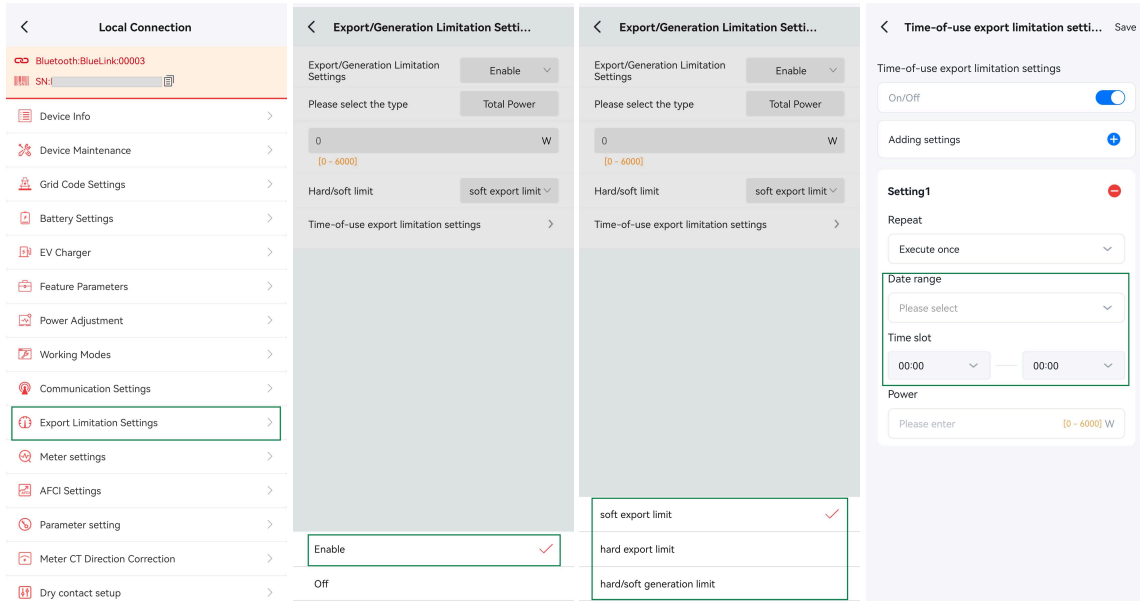 Local Connection
Bluetooth:BlueLink:00003
SN:
Device Info
Device Maintenance
Grid Code Settings
Battery Settings
EV Charger
Feature Parameters
Power Adjustment
Working Modes
Communication Settings
Export Limitation Settings
Meter settings
AFCI Settings
Parameter setting
Meter CT Direction Correction
Dry contact setup
Export/Generation Limitation Setti...
Export/Generation Limitation
Settings
Enable
Please select the type
Total Power
0
W
[0 ~ 6000]
Hard/soft limit
soft export limit
Time-of-use export limitation settings
Enable
Off
Export/Generation Limitation Setti...
Export/Generation Limitation
Settings
Enable
Please select the type
Total Power
0
W
[0 ~ 6000]
Hard/soft limit
soft export limit
Time-of-use export limitation settings
soft export limit
hard export limit
hard/soft generation limit
Time-of-use export limitation setti...
Save
Time-of-use export limitation settings
On/Off
Adding settings
Setting1
Repeat
Execute once
Date range
Please select
Time slot
00:00
00:00
Power
Please enter
[0 ~ 6000] W